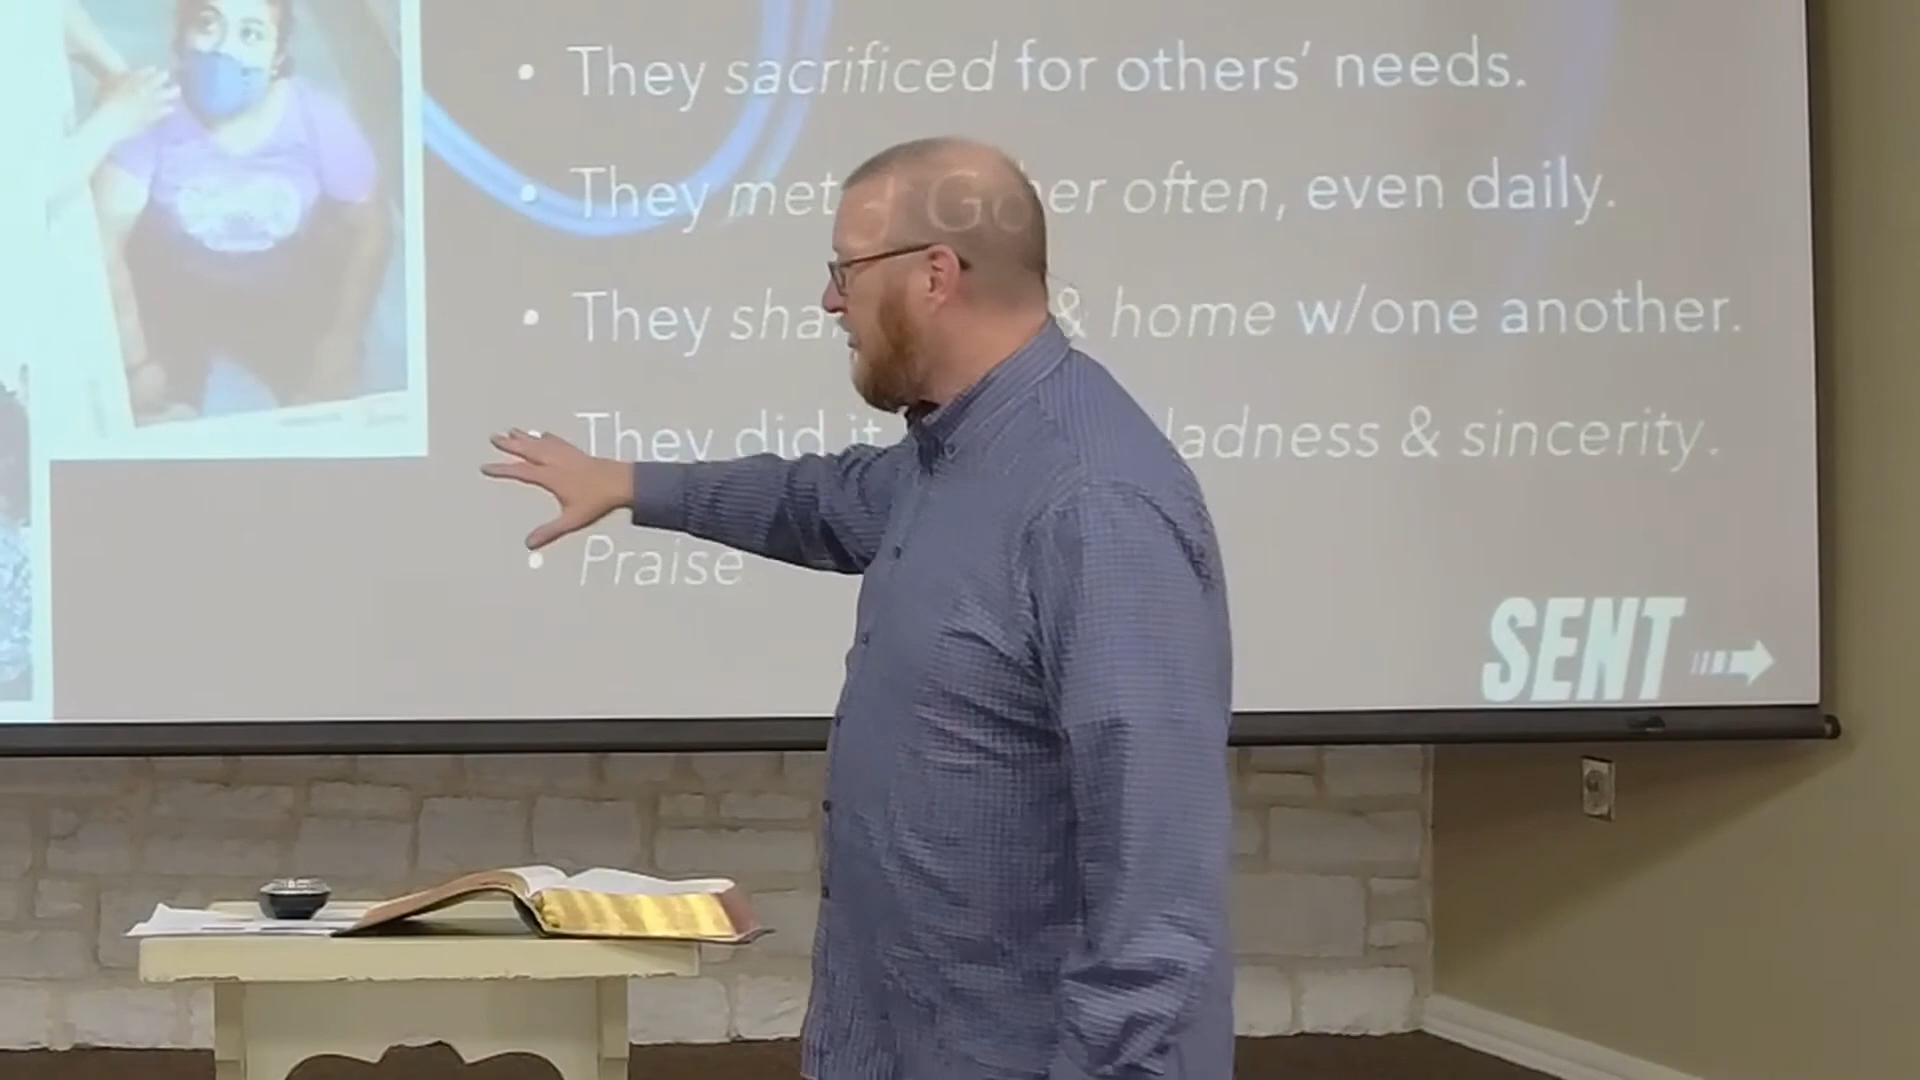 • They sacrificed for others’ needs.
• They met er often, even daily.
• They sha & home w/one another.
• They did it ladness & sincerity.
• Praise d Go
SENT